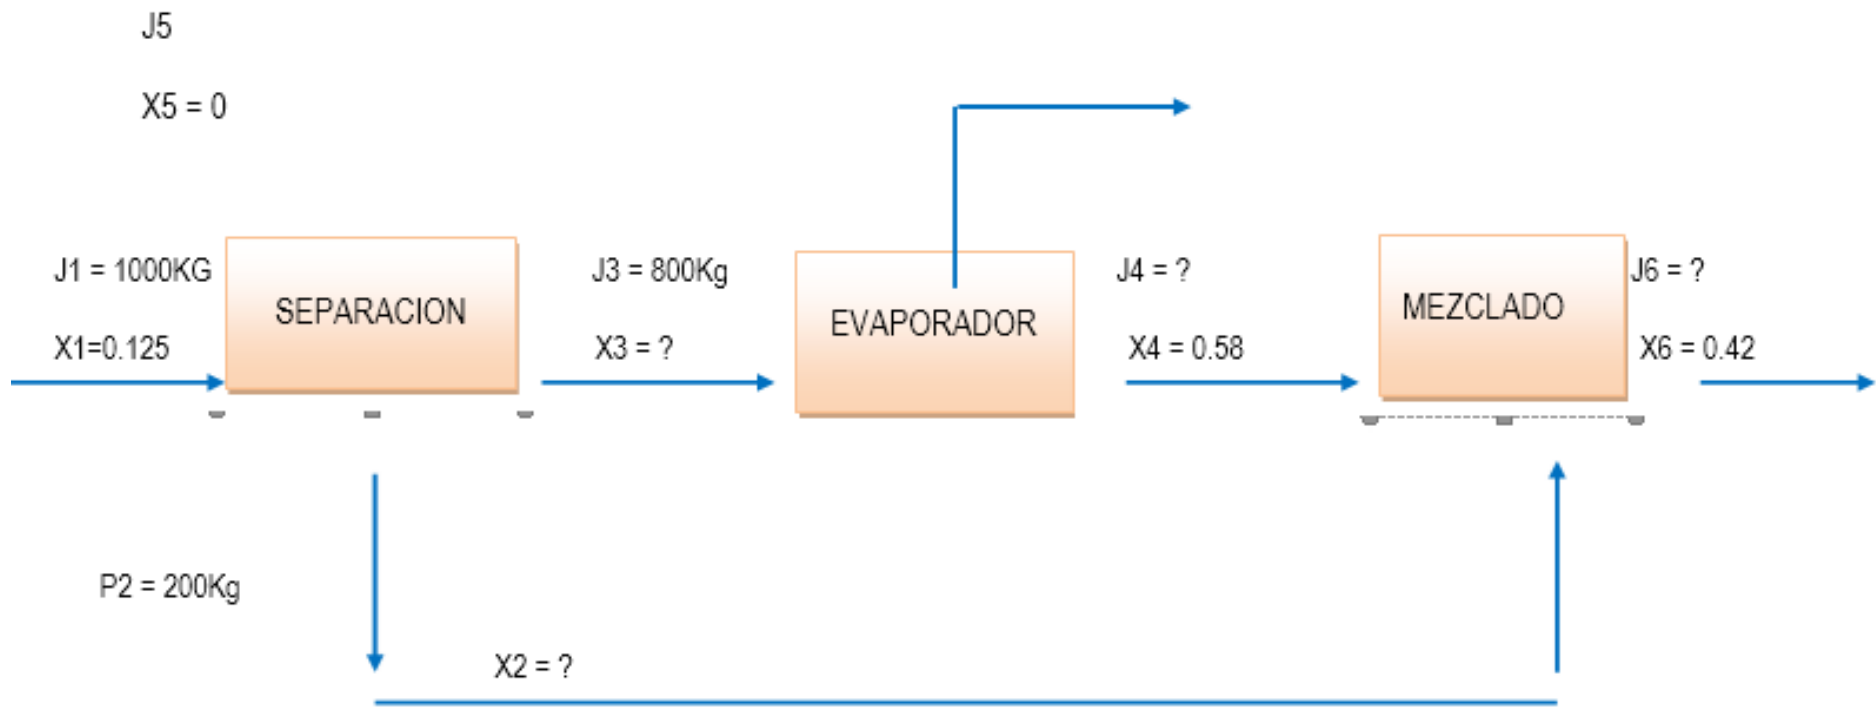 J5
X5 = 0
J1 = 1000KG
X1=0.125
SEPARACION
J3 = 800Kg
X3 = ?
EVAPORADOR
J4 = ?
X4 = 0.58
MEZCLADO
J6 = ?
X6 = 0.42
P2 = 200Kg
X2 = ?